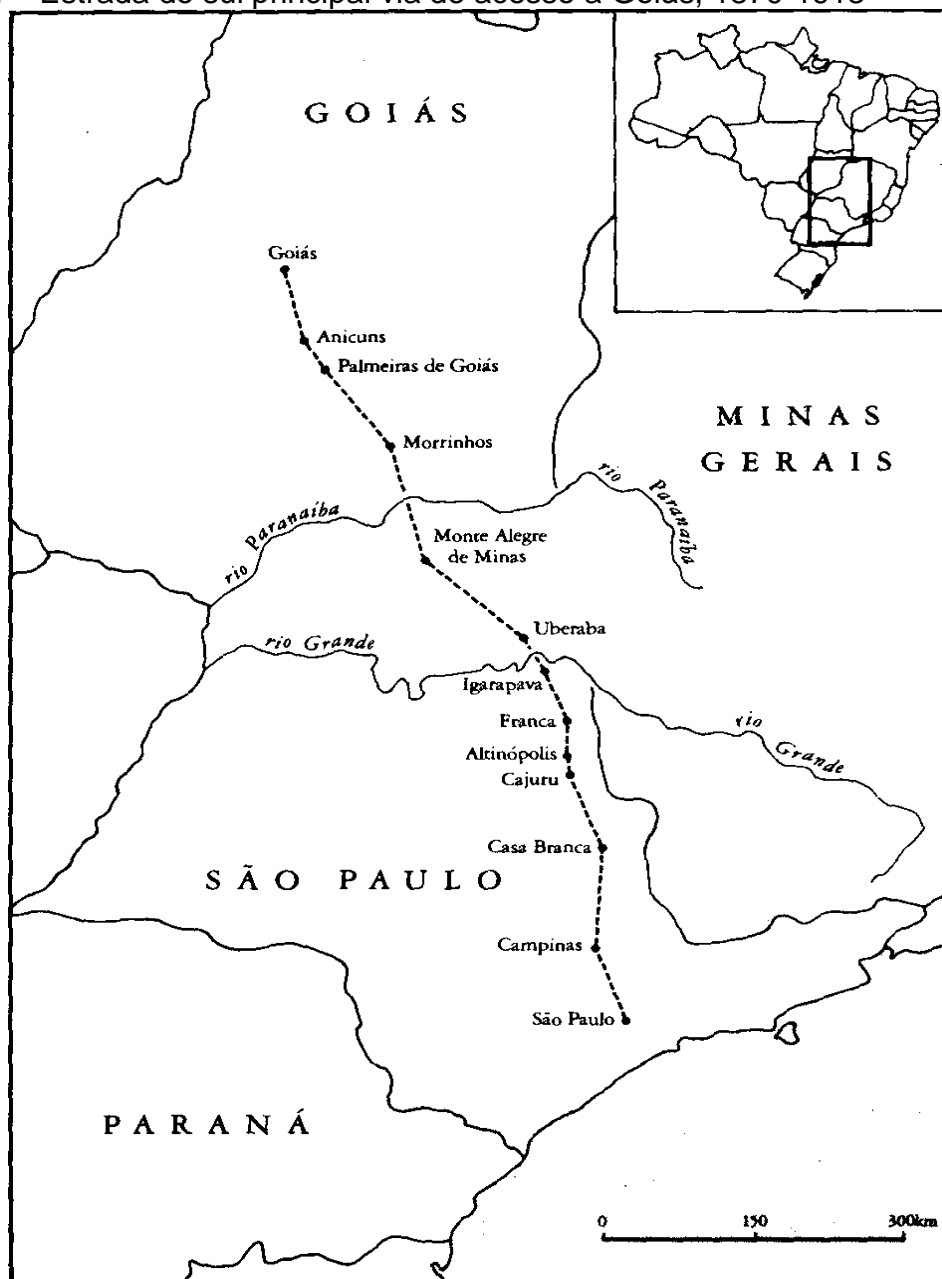 Estrada do sul principal via de acesso a Goiás, 1870-1915
GOIÁS
Goiás
Anicuns
Palmeiras de Goiás
Morrinhos
MINAS
GERAIS
rio Paranaíba
rio Paranaíba
Monte Alegre
de Minas
Uberaba
rio Grande
Igarapava
Franca
rio Grande
Altinópolis
Cajuru
Casa Branca
SÃO PAULO
Campinas
São Paulo
PARANÁ
0 150 300km